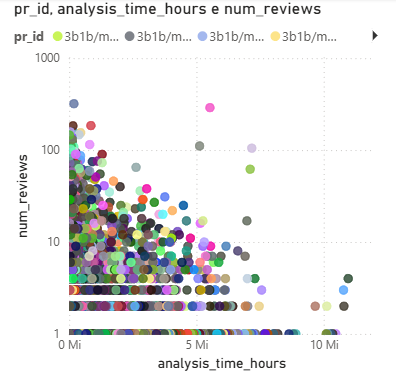 pr_id, analysis_time_hours e num_reviews
pr_id 3b1b/m... 3b1b/m... 3b1b/m... 3b1b/m...
1000
100
10
1
num_reviews
0 Mi 5 Mi 10 Mi
analysis_time_hours